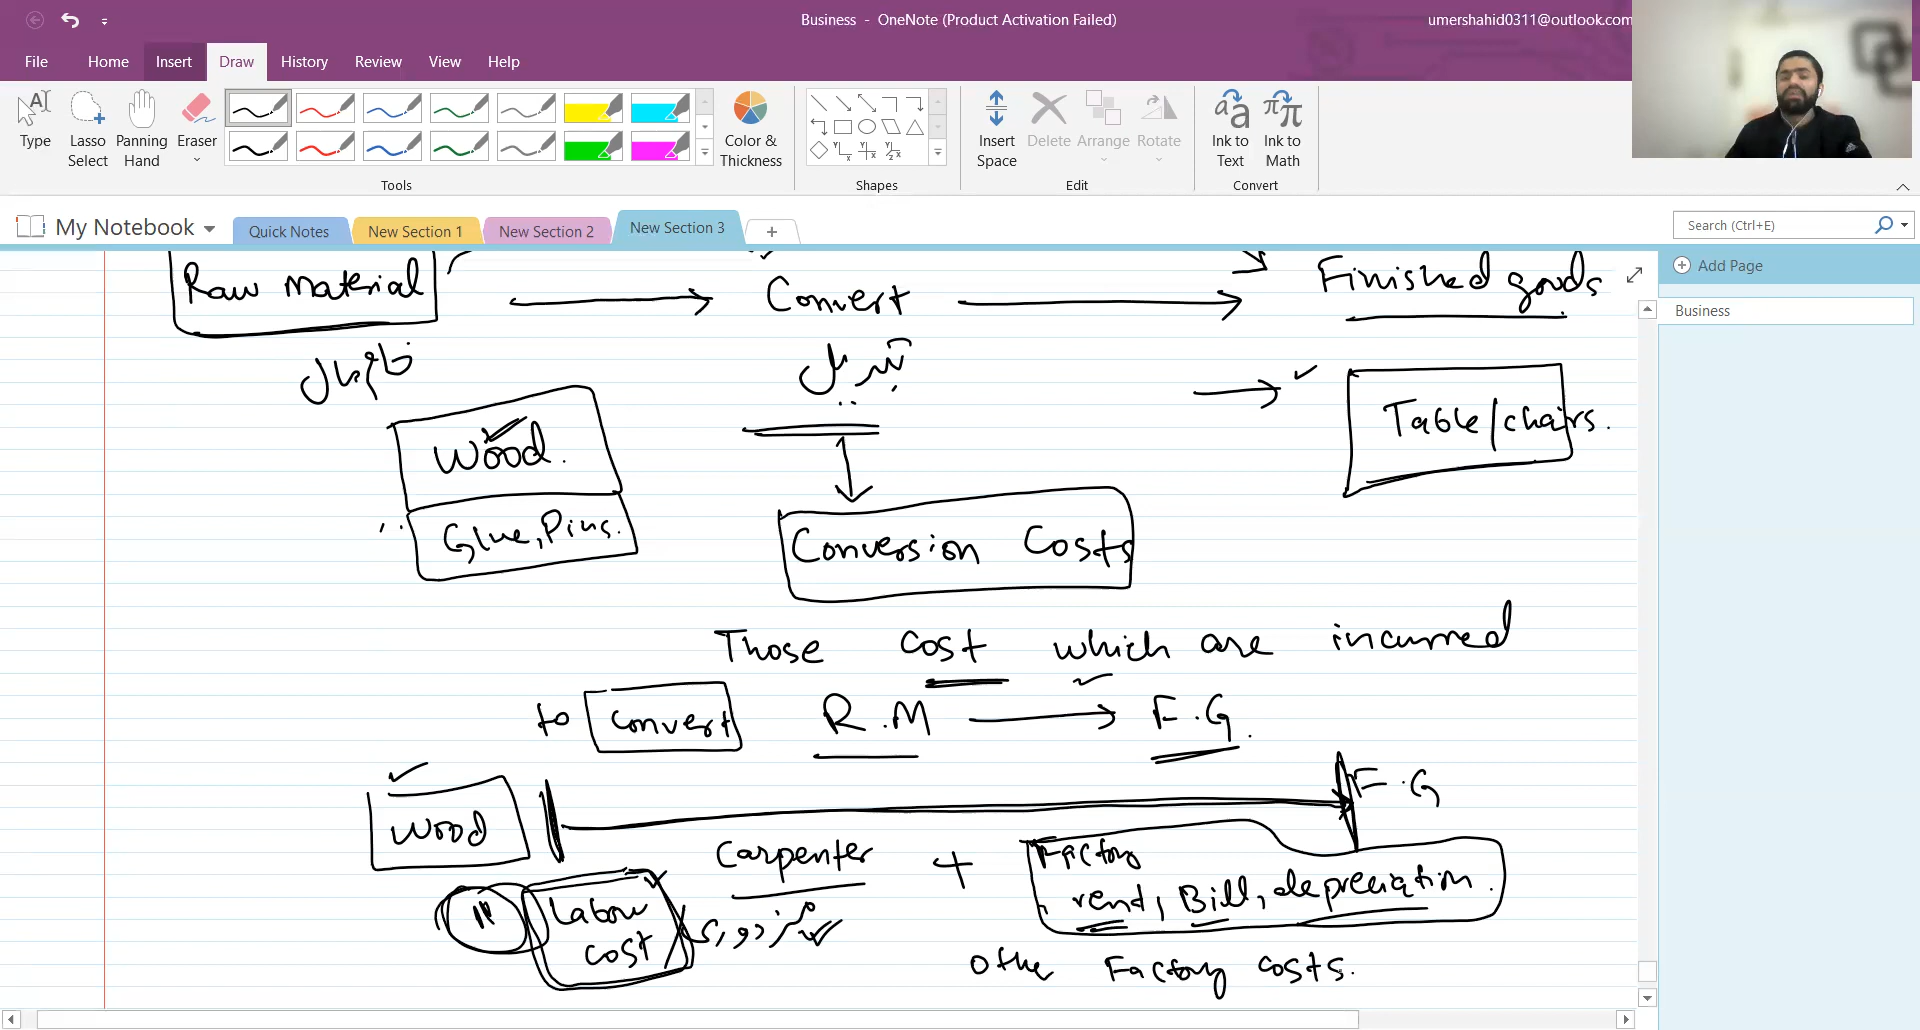 Business - OneNote (Product Activation Failed)
umershahid0311@outlook.com
File Home Insert Draw History Review View Help
Type
Lasso Select
Panning Hand
Eraser
Color & Thickness
Insert Space
Delete
Arrange
Rotate
Ink to Text
Ink to Math
Tools
Shapes
Edit
Convert
My Notebook
Quick Notes
New Section 1
New Section 2
New Section 3
Search (Ctrl+E)
Add Page
Business
Raw material
Convert
Finished goods
Wood.
Table/chairs.
Glue, Pins.
Conversion Costs
Those cost which are incurred
to convert R.M F.G.
F.G
Wood
Carpenter + Factory
rent, Bill, depreciation.
Labour
cost
other Factory costs.